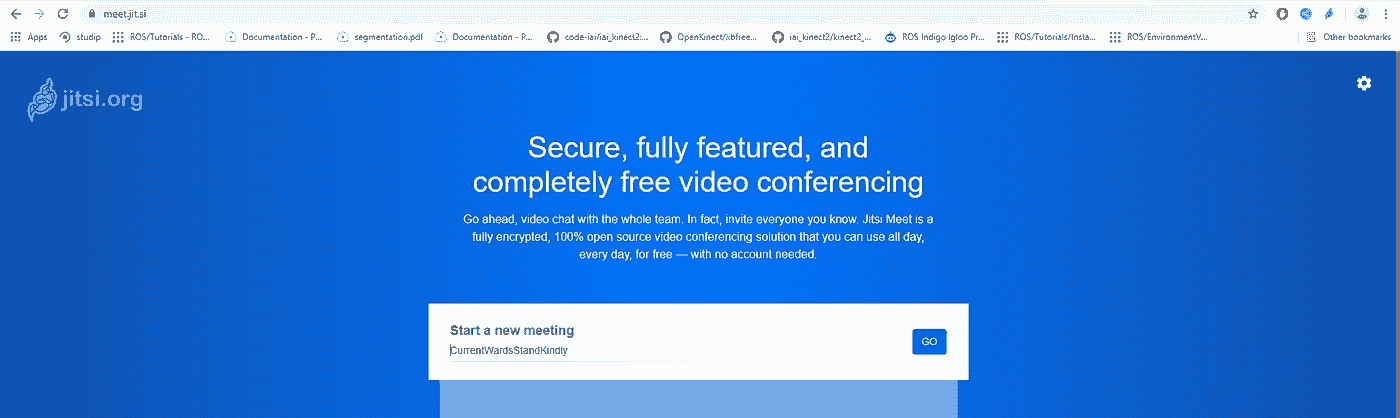 meet.jit.si
Apps studip ROS/Tutorials - RO... Documentation - P... segmentation.pdf Documentation - P... code-iai/iai_kinect2:... OpenKinect/libfree... iai_kinect2/kinect2_... ROS Indigo Igloo Pr... ROS/Tutorials/Insta... ROS/EnvironmentV... Other bookmarks
jitsi.org
Secure, fully featured, and
completely free video conferencing
Go ahead, video chat with the whole team. In fact, invite everyone you know. Jitsi Meet is a
fully encrypted, 100% open source video conferencing solution that you can use all day,
every day, for free — with no account needed.
Start a new meeting
CurrentWardsStandKindly
GO